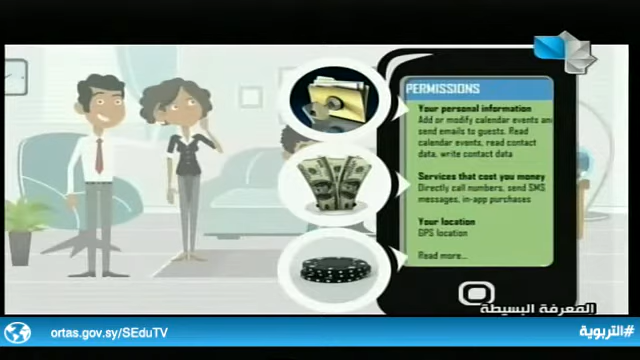 PERMISSIONS
Your personal information
Add or modify calendar events an
send emails to guests. Read
calendar events, read contact
data, write contact data
Services that cost you money
Directly call numbers, send SMS
messages, in-app purchases
Your location
GPS location
Read more...
المعرفة البسيطة
ortas.gov.sy/SEduTV
#التربوية